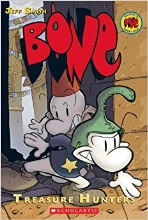 JEFF SMITH
BONE
TREASURE HUNTERS
SCHOLASTIC